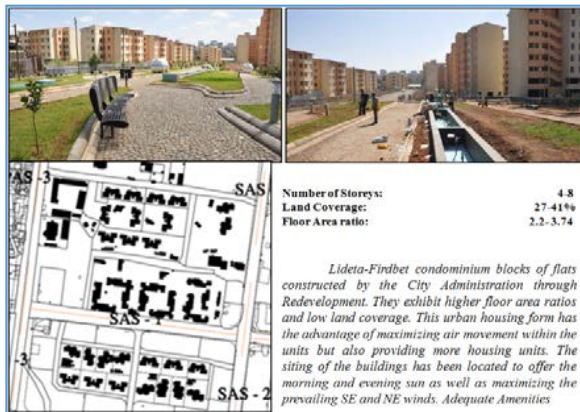 PAS -3
SAS
SAS - 1
-3
SAS - 2
Number of Storeys: 4-8
Land Coverage: 27-41%
Floor Area ratio: 2.2-3.74
Lideta-Firdbet condominium blocks of flats
constructed by the City Administration through
Redevelopment. They exhibit higher floor area ratios
and low land coverage. This urban housing form has
the advantage of maximizing air movement within the
units but also providing more housing units. The
siting of the buildings has been located to offer the
morning and evening sun as well as maximizing the
prevailing SE and NE winds. Adequate Amenities